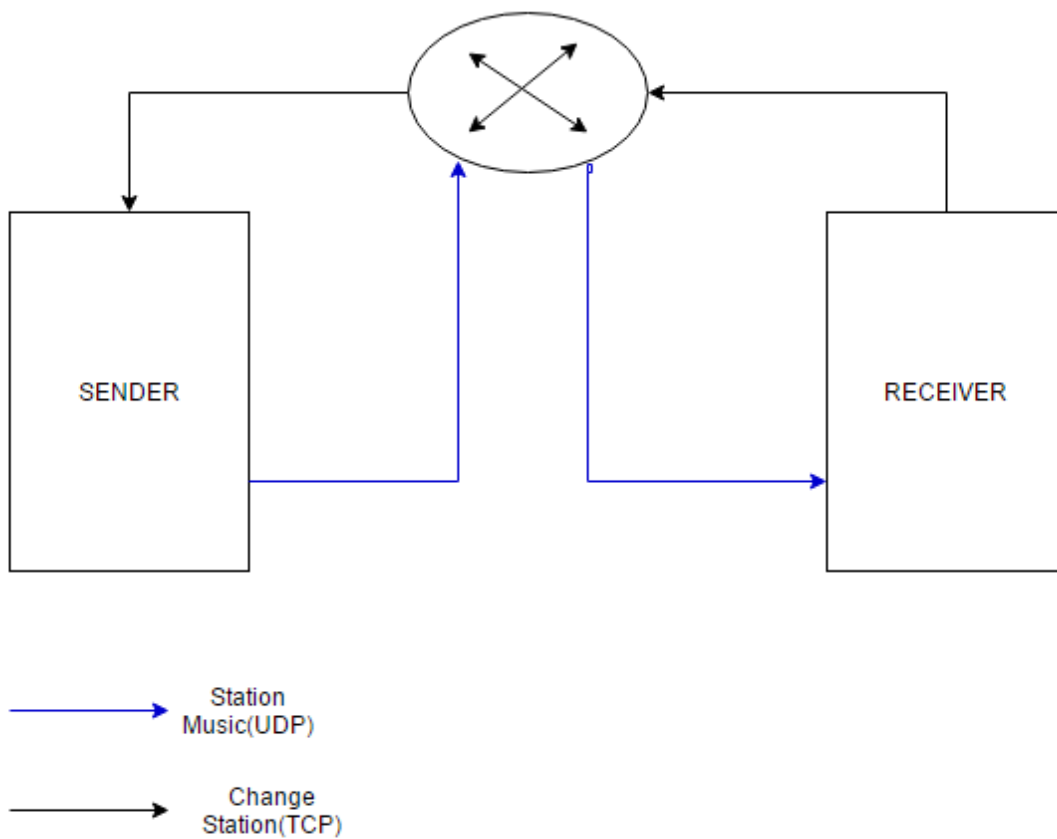 SENDER
RECEIVER
Station
Music(UDP)
Change
Station(TCP)